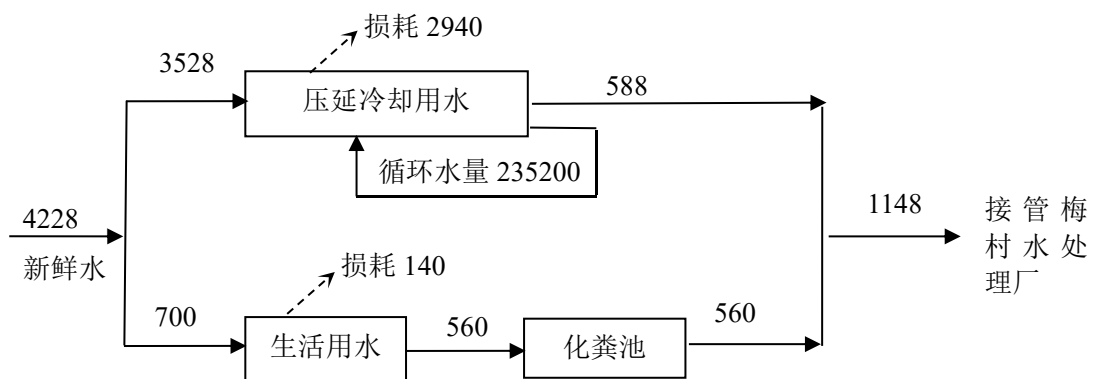 损耗 2940
3528
压延冷却用水
588
循环水量 235200
4228
新鲜水
1148
接管梅
村水处
理厂
损耗 140
700
生活用水
560
化粪池
560